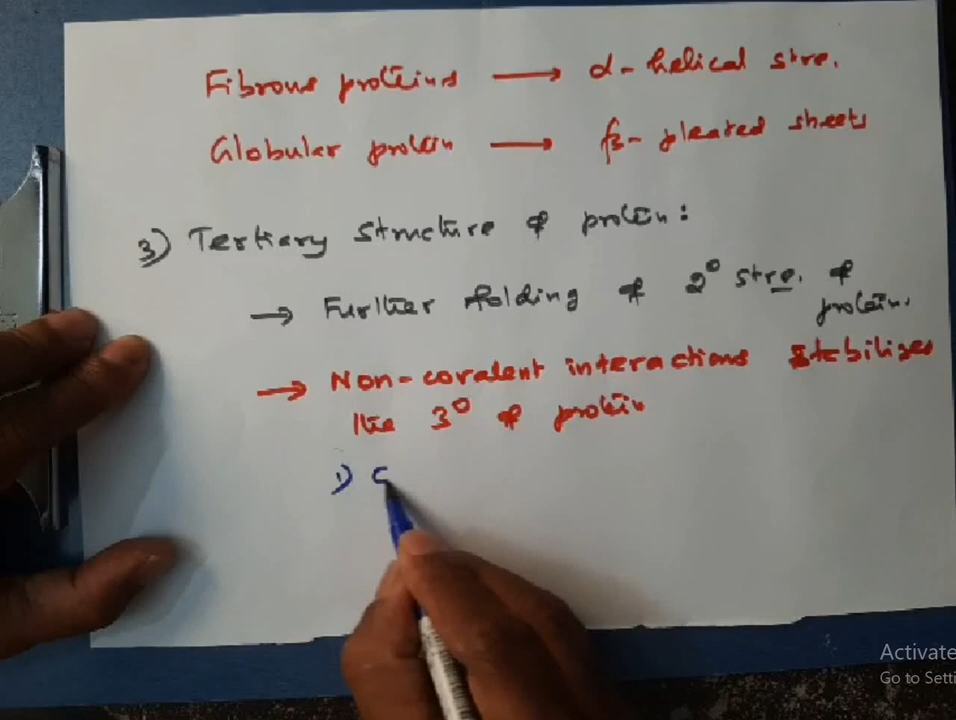 Fibrous proteins → α- helical stre.
Globular protein → β- pleated sheets
3) Tertiary structure of protein:
→ Further folding of 2° stre. of
protein.
→ Non-covalent interactions stabilizes
the 3° of protein
1) C
Activate
Go to Setti